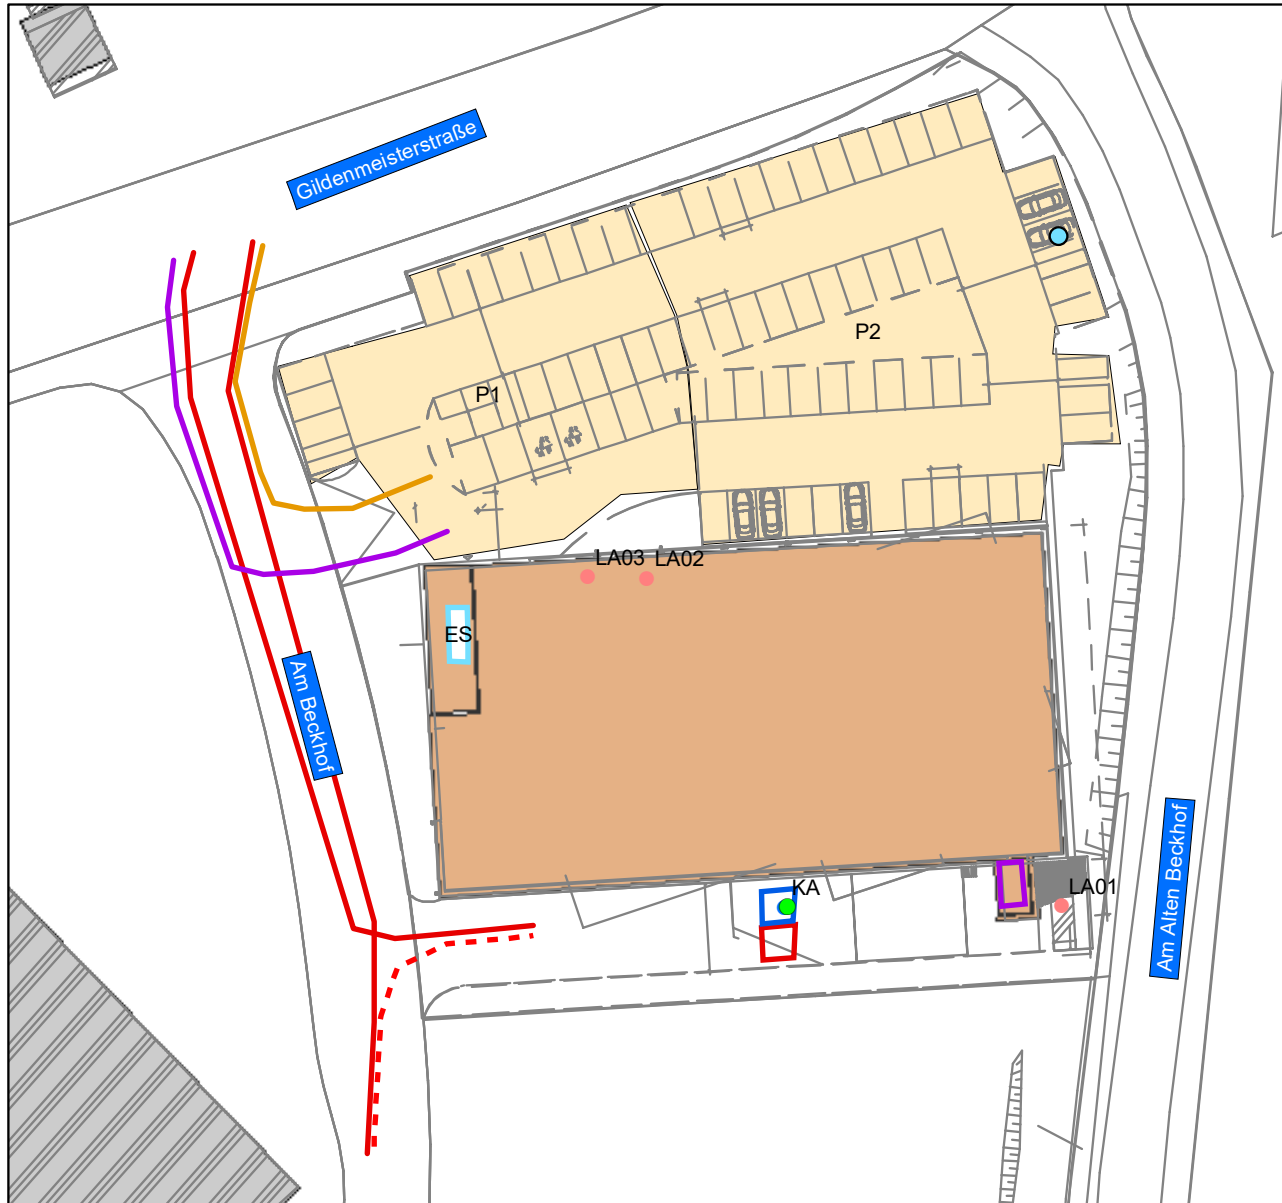 Gildenmeisterstraße
P2
P1
LA03
LA02
ES
Am Beckhof
KA
LA01
Am Alten Beckhof